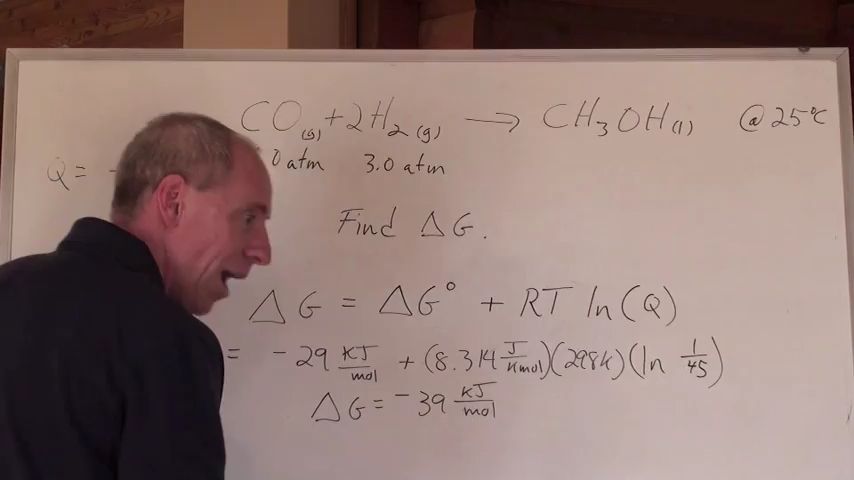 CO(g) + 2H₂(g) ⟶ CH₃OH(l) @ 25°C
0 atm 3.0 atm
Q =
Find ΔG.
ΔG = ΔG° + RT ln(Q)
= -29 KJ/mol + (8.314 J/Kmol)(298K)(ln 1/45)
ΔG = -39 KJ/mol